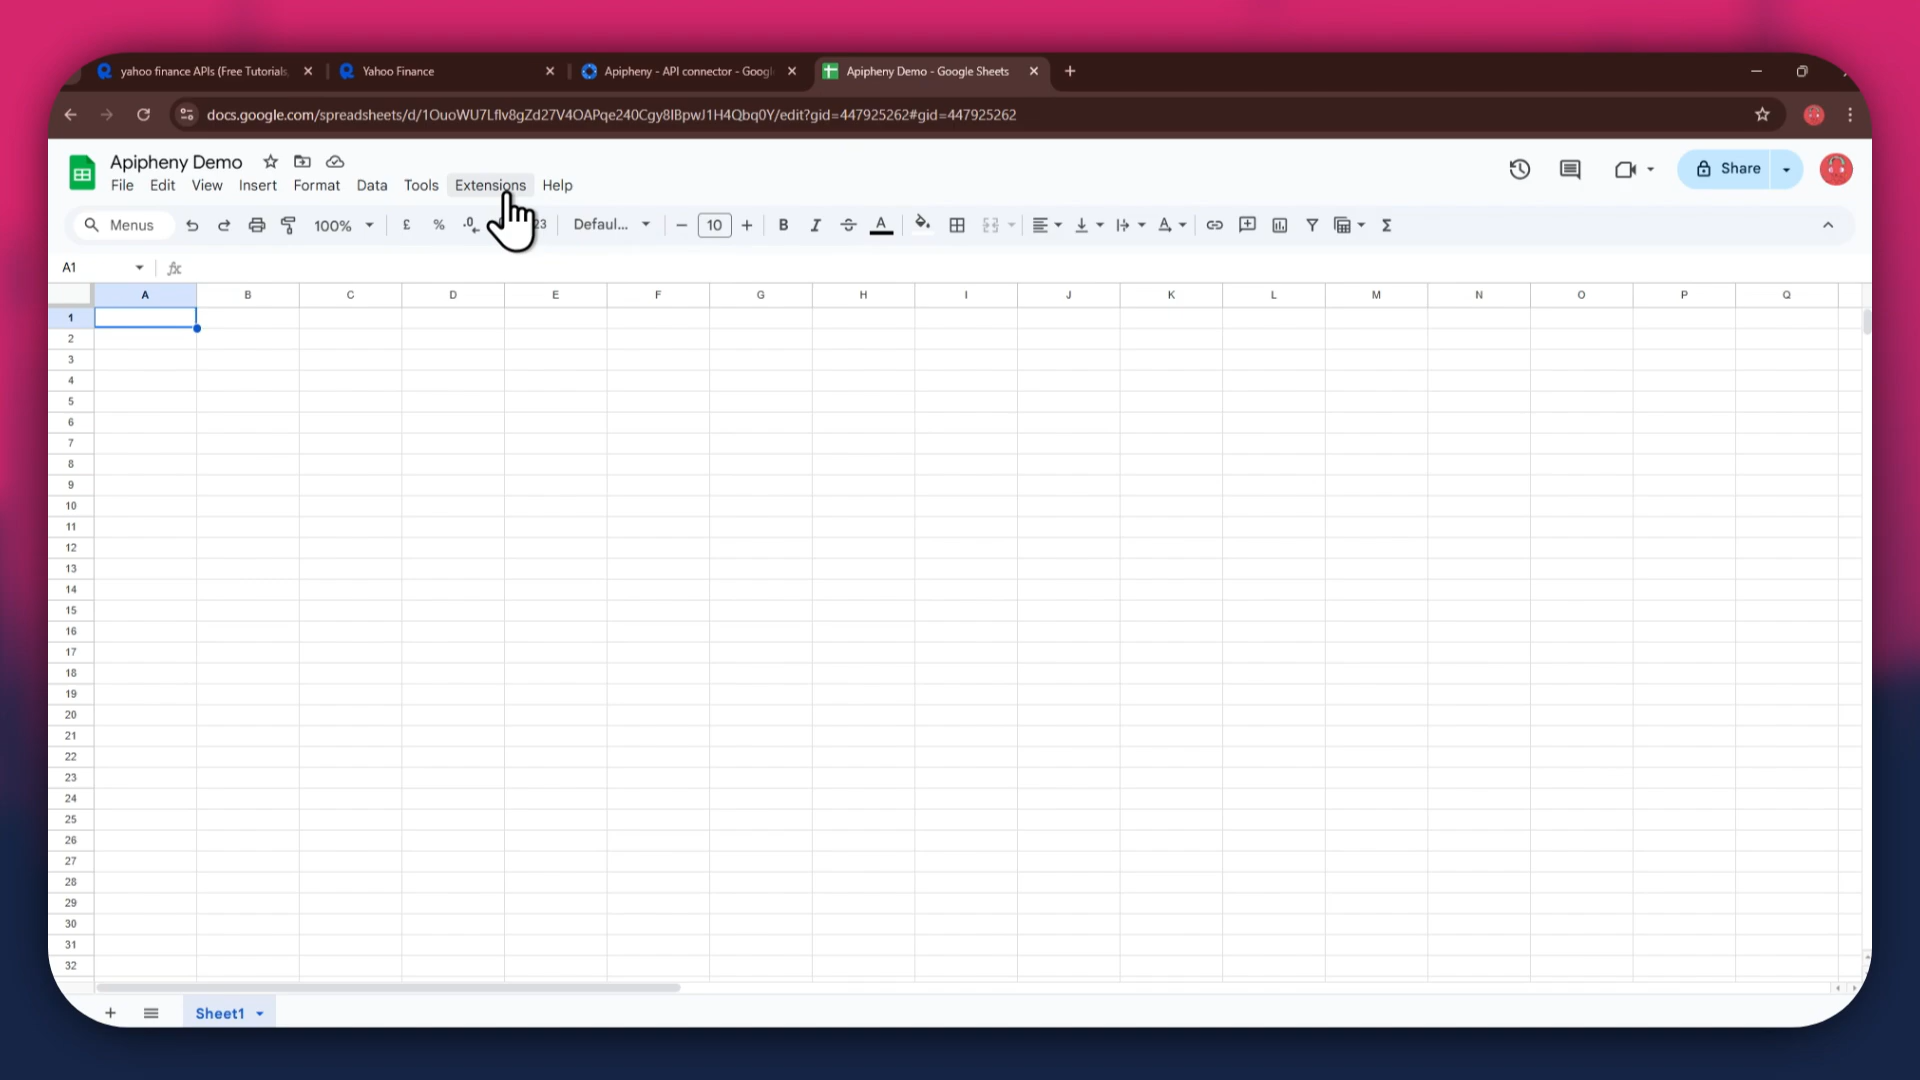 yahoo finance APIs (Free Tutorials,
Yahoo Finance
Apipheny - API connector - Googl
Apipheny Demo - Google Sheets
docs.google.com/spreadsheets/d/1OuoWU7Lflv8gZd27V4OAPqe240Cgy8IBpwJ1H4Qbq0Y/edit?gid=447925262#gid=447925262
Apipheny Demo
File Edit View Insert Format Data Tools Extensions Help
Share
Menus 100% £ % .0 23 Defaul... 10 B I A Σ
A1 fx
A B C D E F G H I J K L M N O P Q
1
2
3
4
5
6
7
8
9
10
11
12
13
14
15
16
17
18
19
20
21
22
23
24
25
26
27
28
29
30
31
32
Sheet1